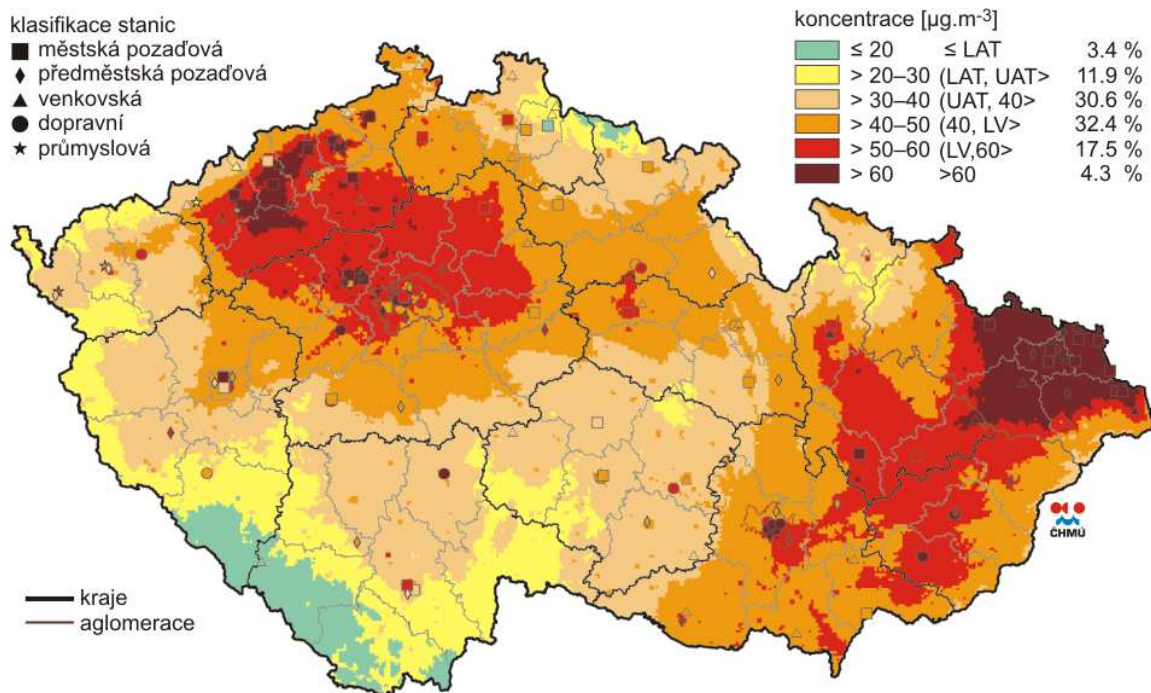 klasifikace stanic
městská pozaďová
předměstská pozaďová
venkovská
dopravní
průmyslová
koncentrace [µg.m-3]
≤ 20 ≤ LAT 3.4 %
> 20–30 (LAT, UAT> 11.9 %
> 30–40 (UAT, 40> 30.6 %
> 40–50 (40, LV> 32.4 %
> 50–60 (LV,60> 17.5 %
> 60 >60 4.3 %
ČHMÚ
kraje
aglomerace